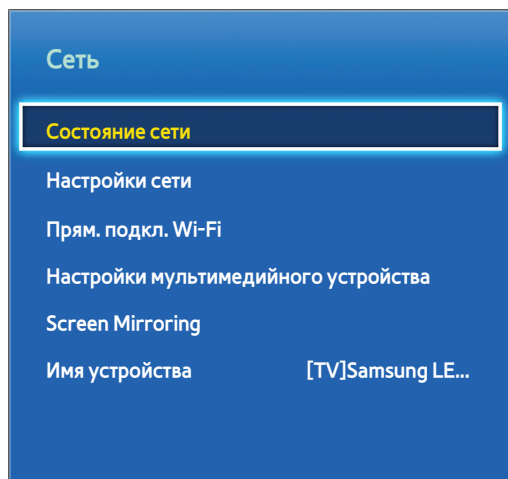 Сеть
Состояние сети
Настройки сети
Прям. подкл. Wi-Fi
Настройки мультимедийного устройства
Screen Mirroring
Имя устройства [TV]Samsung LE...